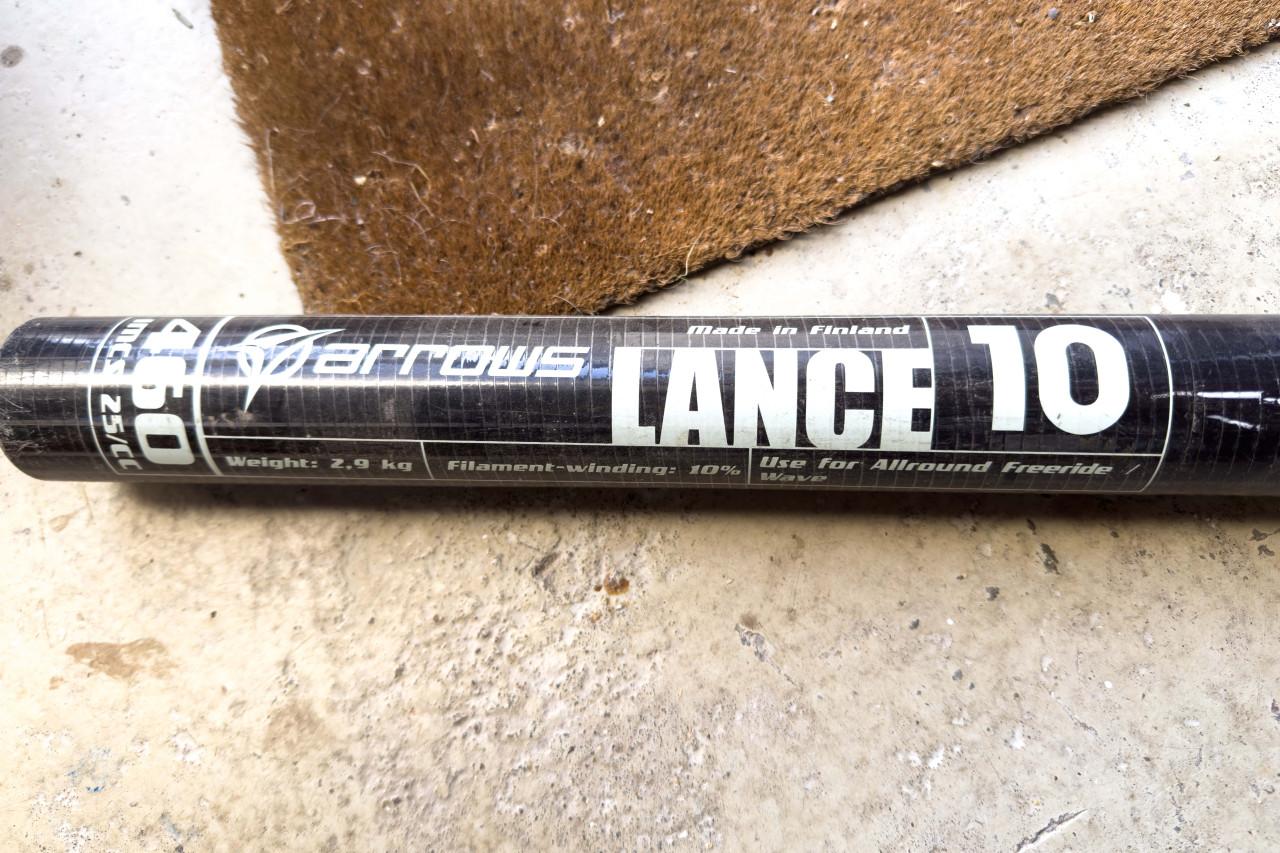 460
imcs 25/cc
arrows
Made in Finland
LANCE 10
Weight: 2,9 kg
Filament-winding: 10%
Use for Allround Freeride /
Wave